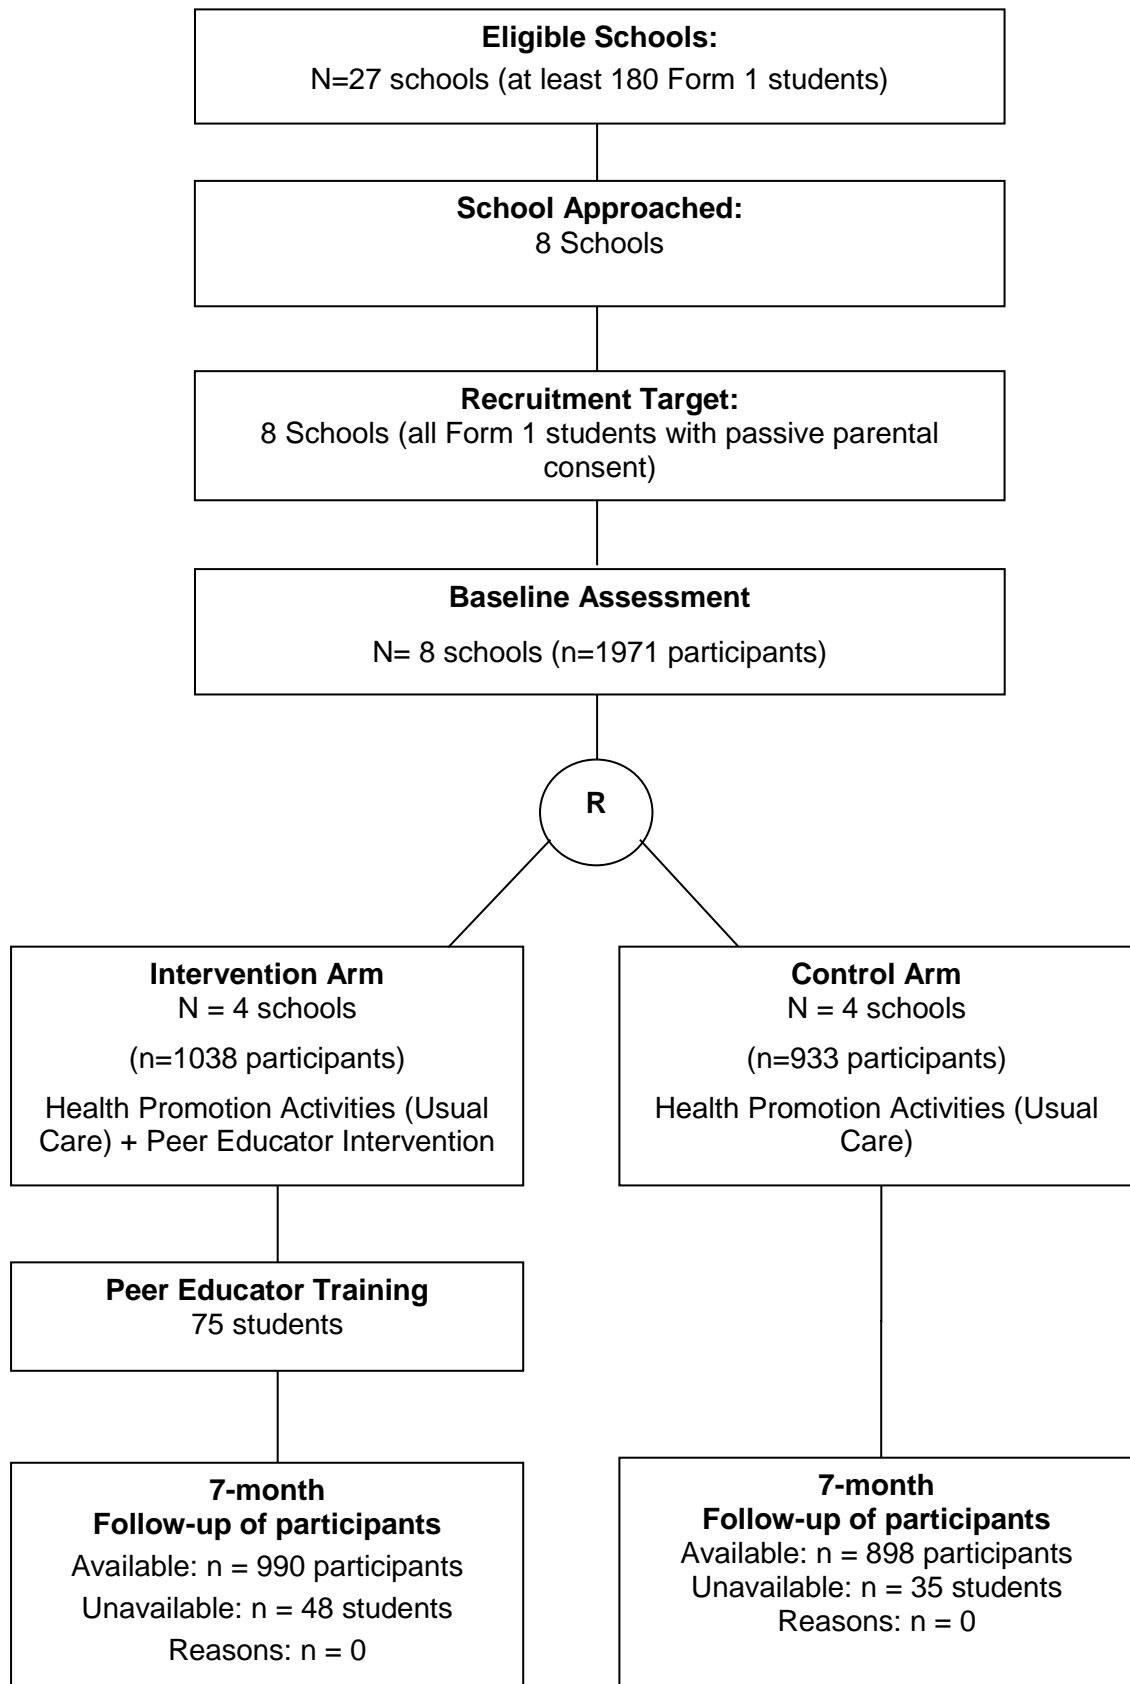 Eligible Schools:
N=27 schools (at least 180 Form 1 students)
School Approached:
8 Schools
Recruitment Target:
8 Schools (all Form 1 students with passive parental
consent)
Baseline Assessment
N= 8 schools (n=1971 participants)
R
Intervention Arm
N = 4 schools
(n=1038 participants)
Health Promotion Activities (Usual
Care) + Peer Educator Intervention
Control Arm
N = 4 schools
(n=933 participants)
Health Promotion Activities (Usual
Care)
Peer Educator Training
75 students
7-month
Follow-up of participants
Available: n = 990 participants
Unavailable: n = 48 students
Reasons: n = 0
7-month
Follow-up of participants
Available: n = 898 participants
Unavailable: n = 35 students
Reasons: n = 0